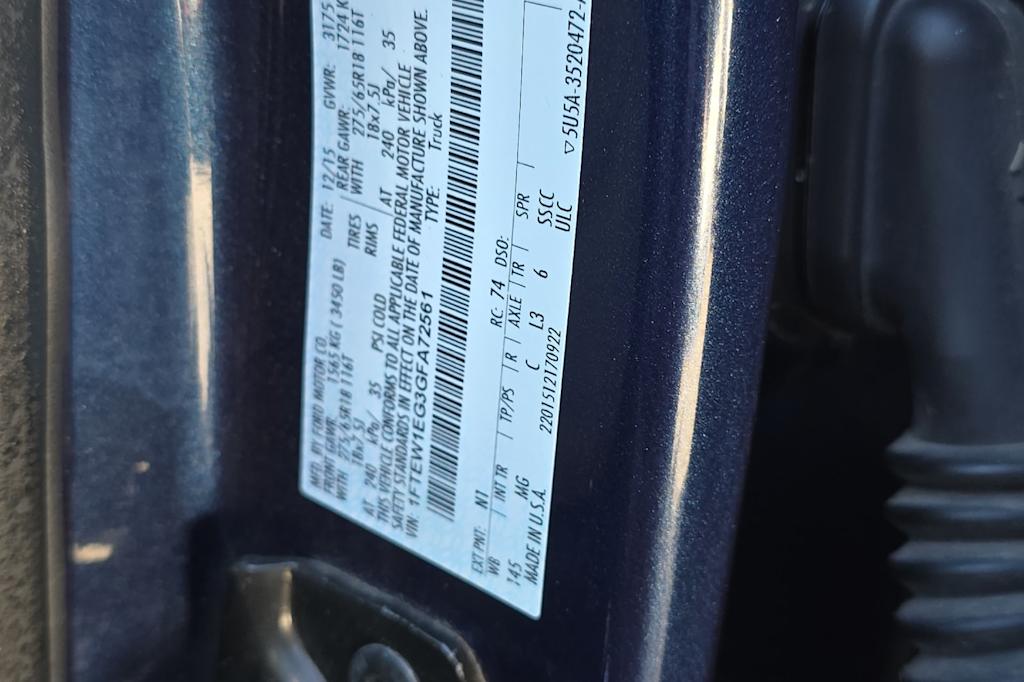 MFD. BY FORD MOTOR CO. DATE: 12/15 GVWR: 3175
FRONT GAWR: 1565 KG ( 3450 LB) REAR GAWR: 1724 K
WITH 275/65R18 116T TIRES WITH 275/65R18 116T
18x7.5J RIMS 18x7.5J
AT 240 kPa/ 35 PSI COLD AT 240 kPa/ 35
THIS VEHICLE CONFORMS TO ALL APPLICABLE FEDERAL MOTOR VEHICLE
SAFETY STANDARDS IN EFFECT ON THE DATE OF MANUFACTURE SHOWN ABOVE.
VIN: 1FTEW1EG3GFA72561 TYPE: Truck
EXT PNT: N1 RC: 74 DSO:
WB | INT TR | TP/PS | R | AXLE | TR | SPR |
145 MG C L3 6 SSCC
MADE IN U.S.A. 2201512170922 ULC ▽5U5A-3520472-